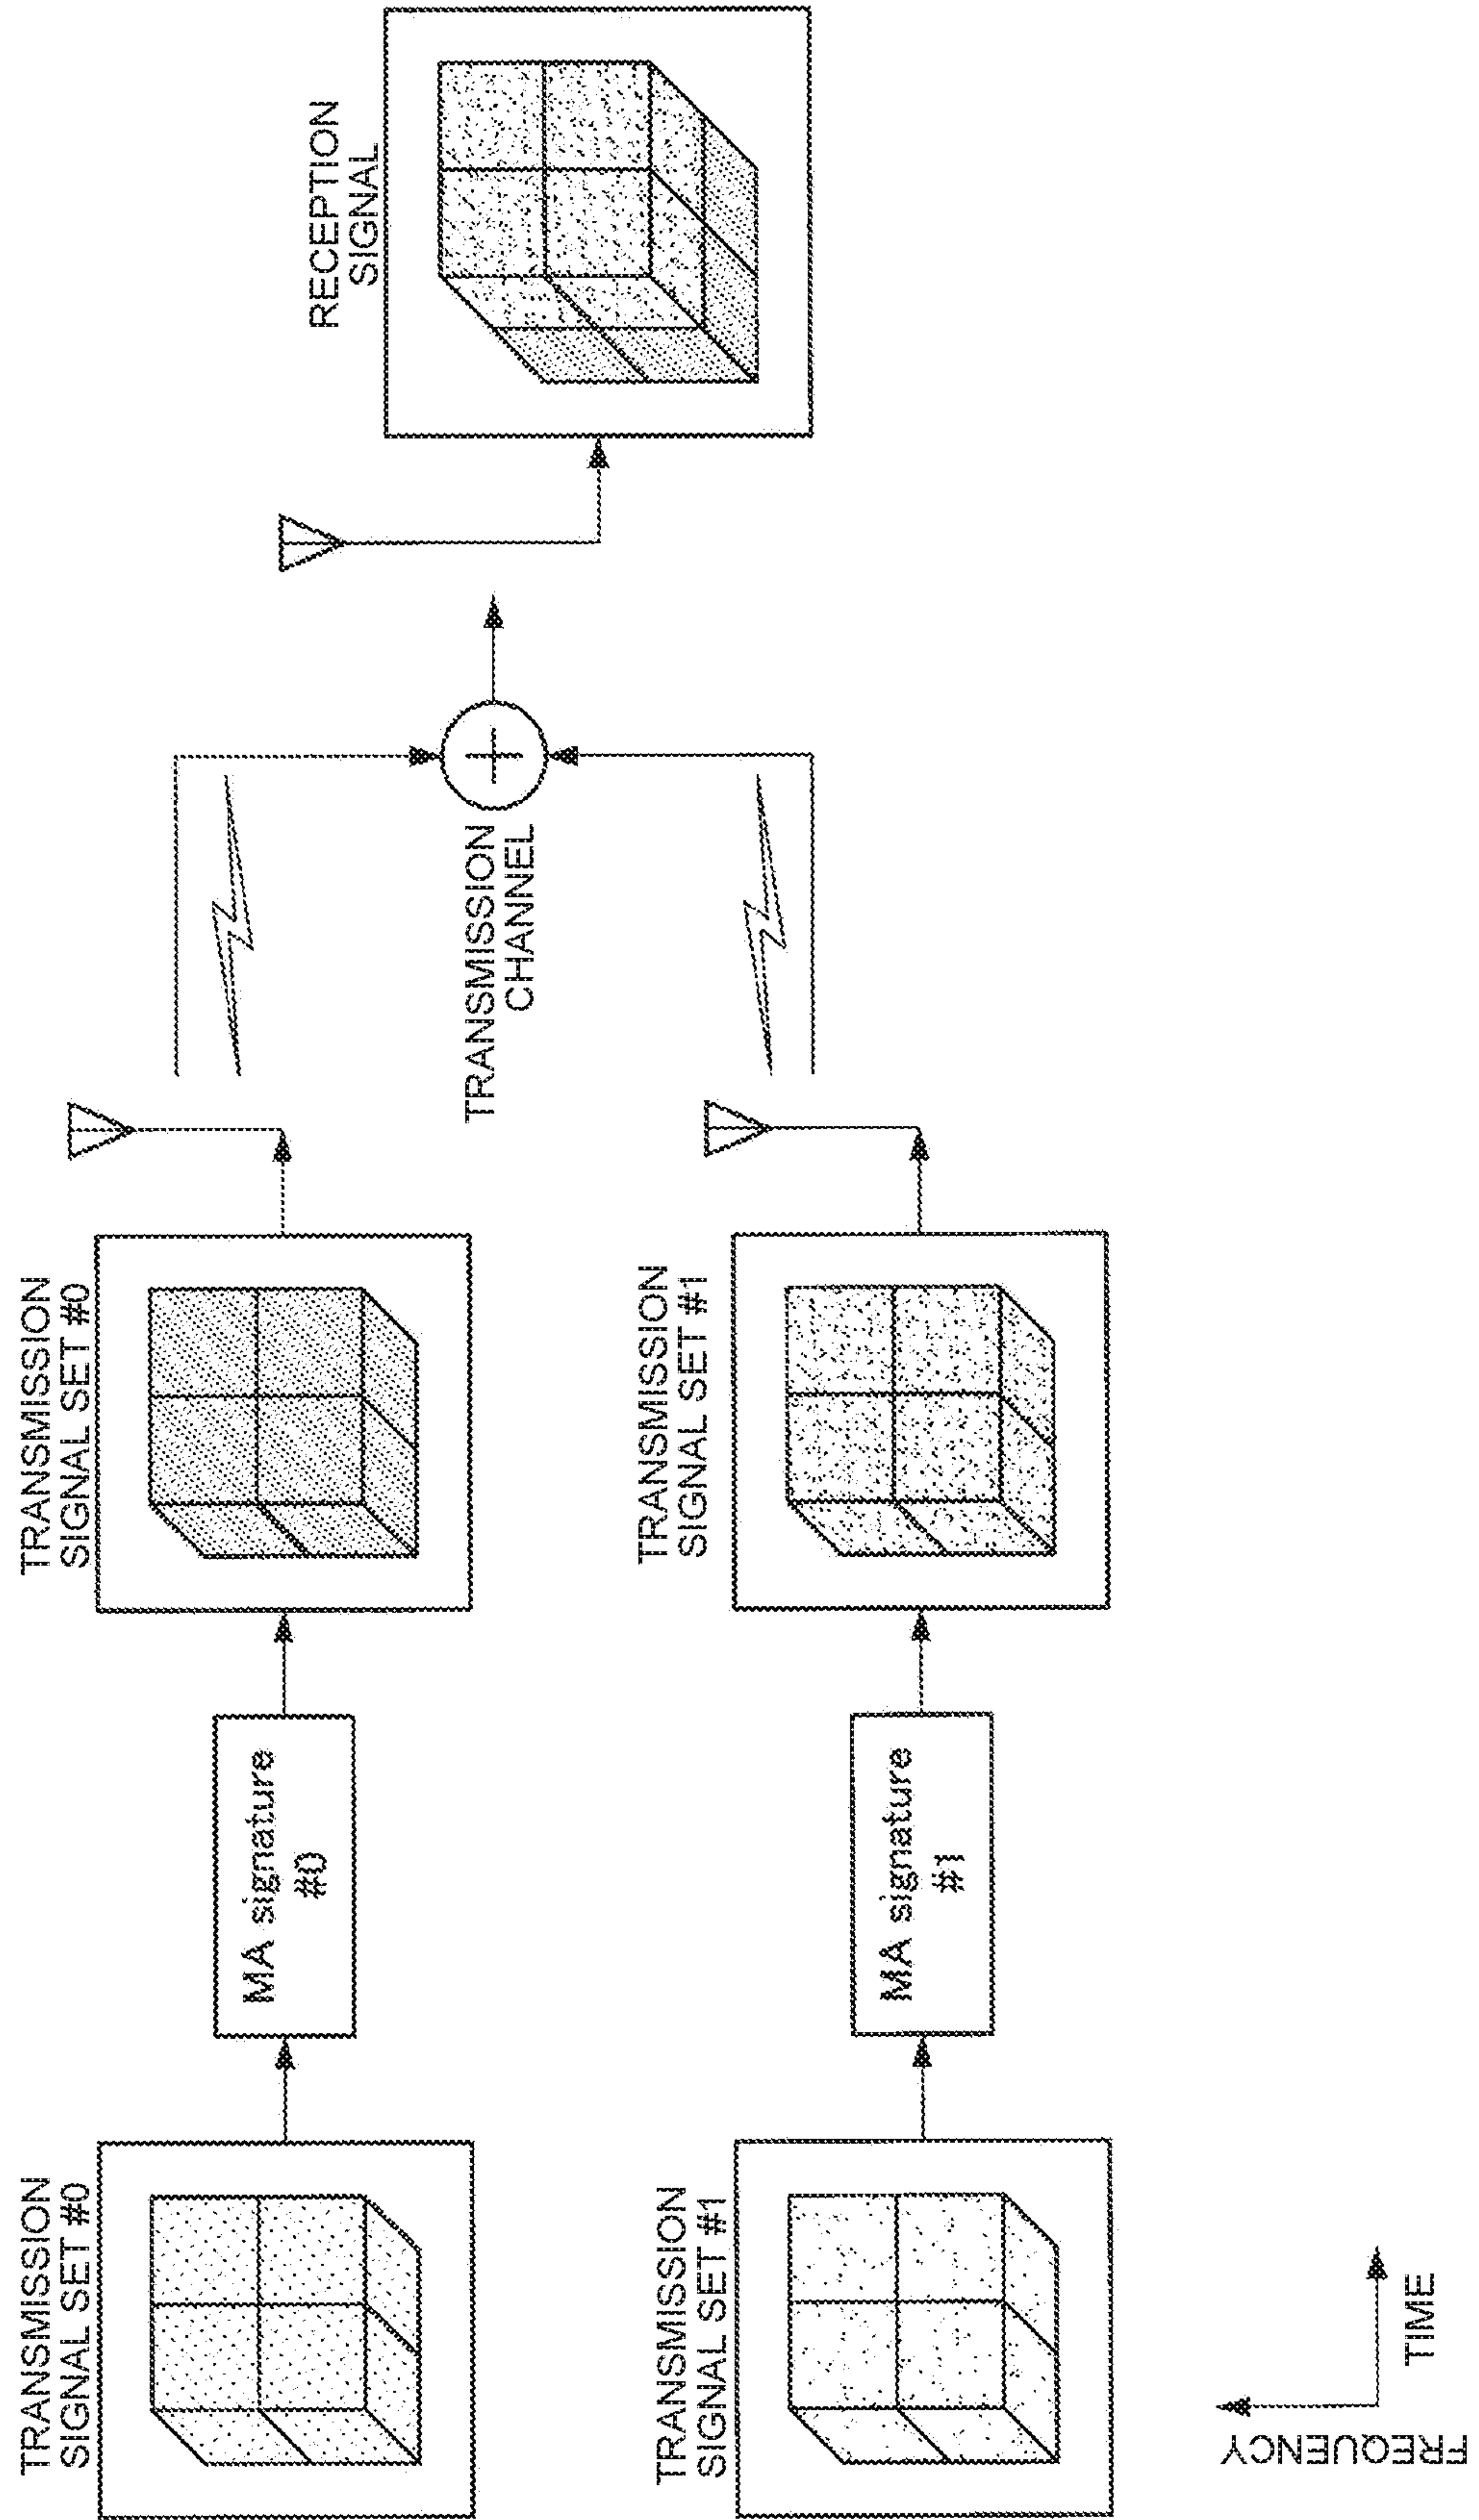 TRANSMISSION
SIGNAL SET #0
MA signature
#0
TRANSMISSION
SIGNAL SET #0
TRANSMISSION
SIGNAL SET #1
MA signature
#1
TRANSMISSION
SIGNAL SET #1
TRANSMISSION
CHANNEL
RECEPTION
SIGNAL
FREQUENCY
TIME